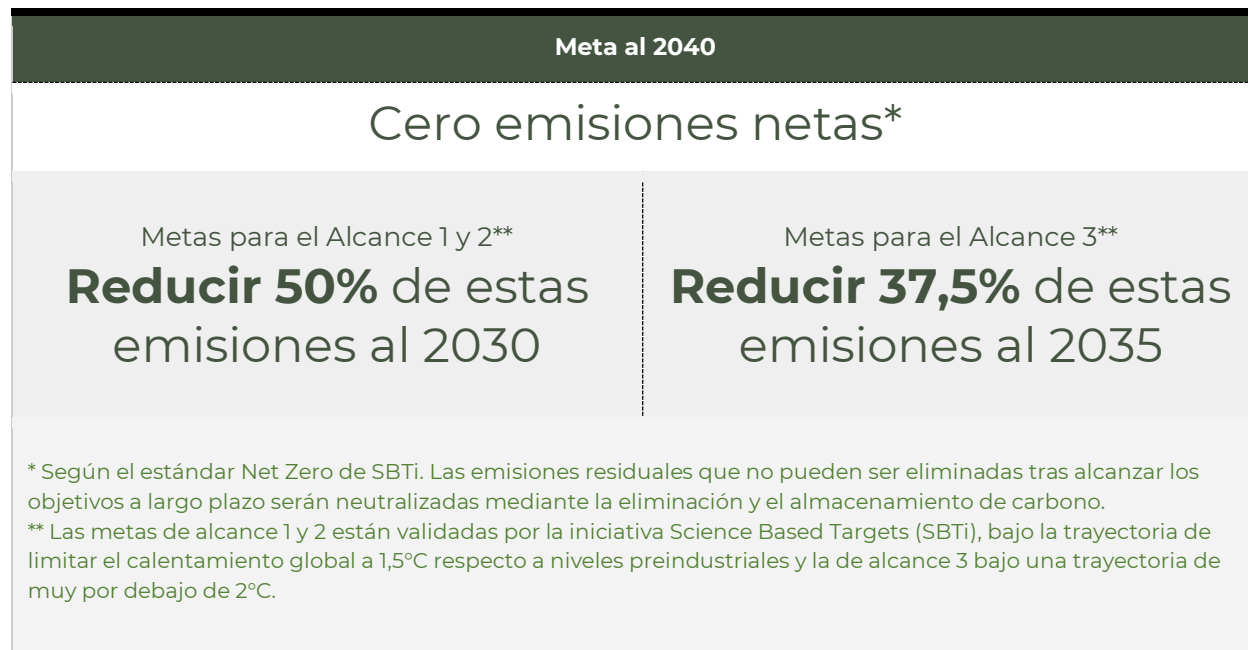 Meta al 2040
Cero emisiones netas*
Metas para el Alcance 1 y 2**
Reducir 50% de estas
emisiones al 2030
Metas para el Alcance 3**
Reducir 37,5% de estas
emisiones al 2035
* Según el estándar Net Zero de SBTi. Las emisiones residuales que no pueden ser eliminadas tras alcanzar los
objetivos a largo plazo serán neutralizadas mediante la eliminación y el almacenamiento de carbono.
** Las metas de alcance 1 y 2 están validadas por la iniciativa Science Based Targets (SBTi), bajo la trayectoria de
limitar el calentamiento global a 1,5°C respecto a niveles preindustriales y la de alcance 3 bajo una trayectoria de
muy por debajo de 2°C.